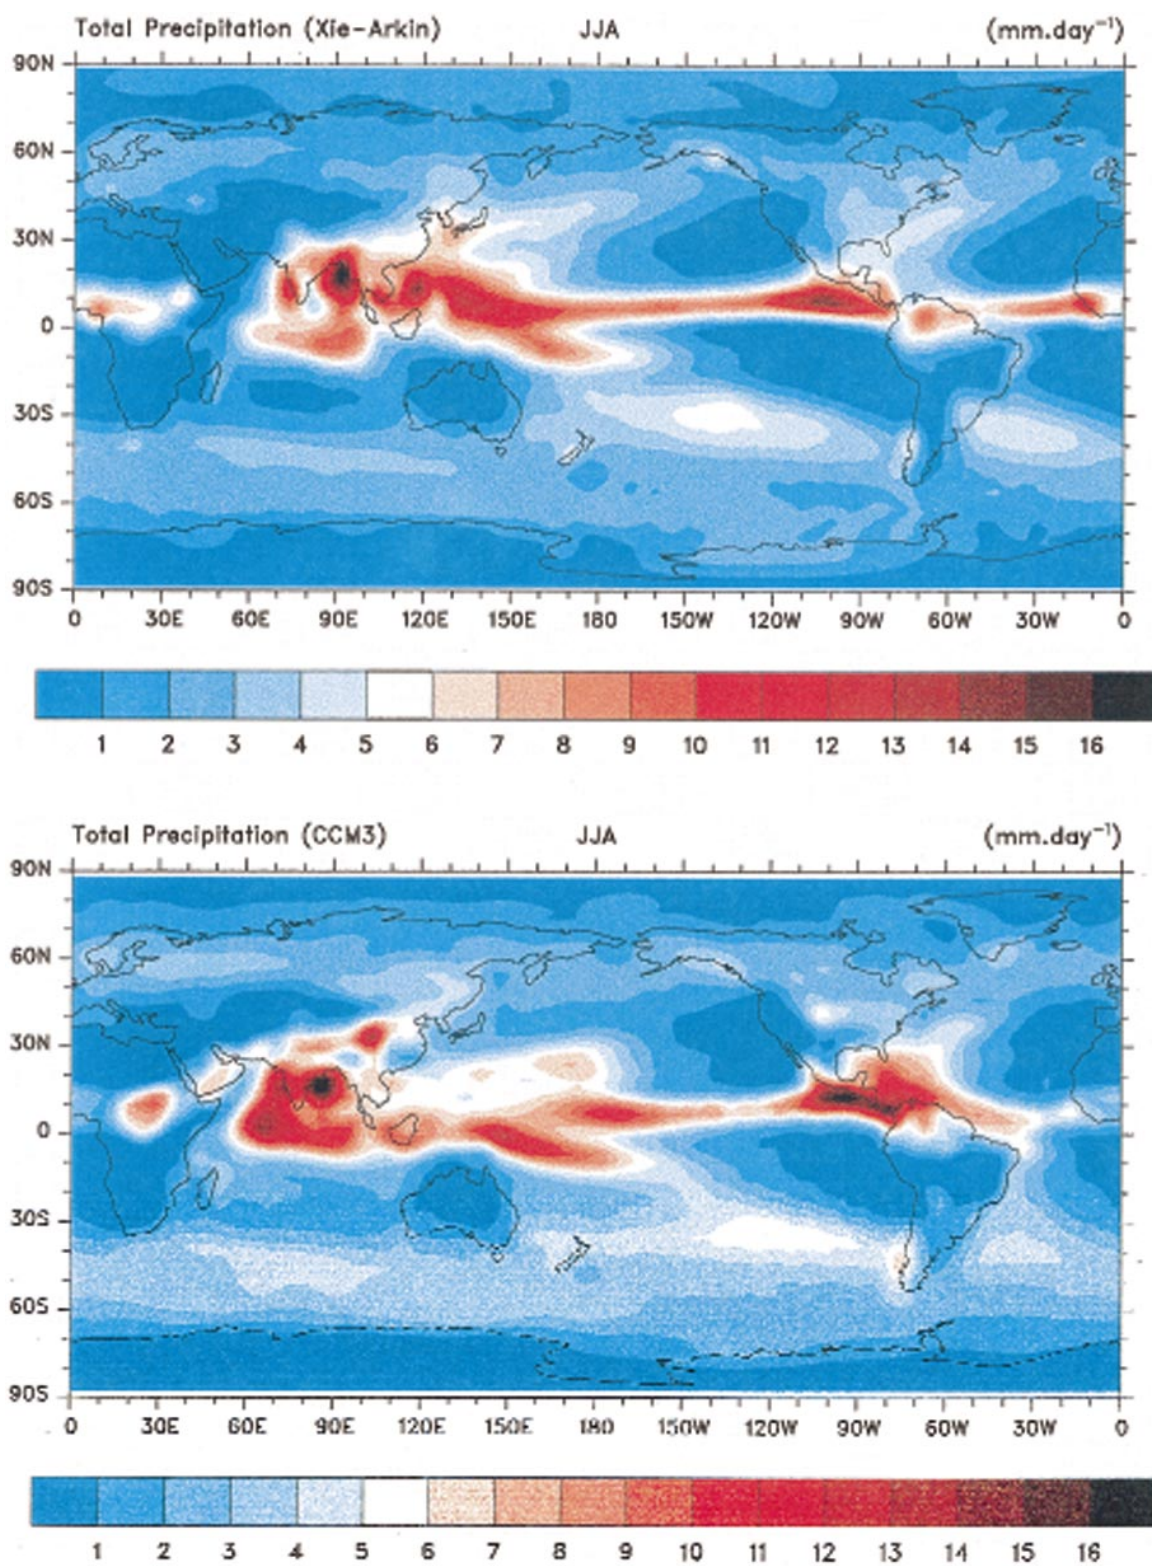 Total Precipitation (Xie-Arkin) JJA (mm.day⁻¹)
90N
60N
30N
0
30S
60S
90S
0 30E 60E 90E 120E 150E 180 150W 120W 90W 60W 30W 0
1 2 3 4 5 6 7 8 9 10 11 12 13 14 15 16
Total Precipitation (CCM3) JJA (mm.day⁻¹)
90N
60N
30N
0
30S
60S
90S
0 30E 60E 90E 120E 150E 180 150W 120W 90W 60W 30W 0
1 2 3 4 5 6 7 8 9 10 11 12 13 14 15 16